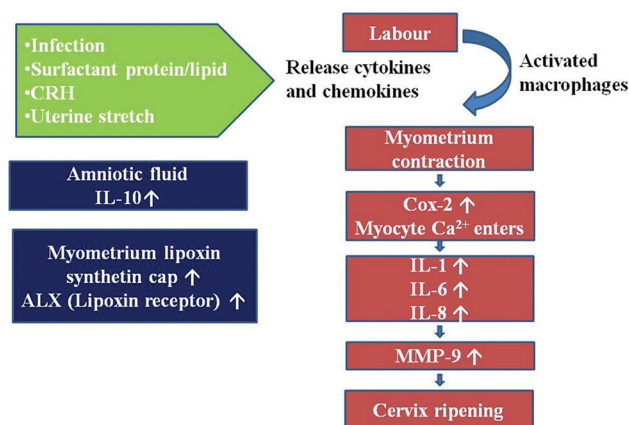 •Infection
•Surfactant protein/lipid
•CRH
•Uterine stretch
Labour
Release cytokines
and chemokines
Activated
macrophages
Amniotic fluid
IL-10↑
Myometrium lipoxin
synthetin cap ↑
ALX (Lipoxin receptor) ↑
Myometrium
contraction
Cox-2 ↑
Myocyte Ca²⁺ enters
IL-1 ↑
IL-6 ↑
IL-8 ↑
MMP-9 ↑
Cervix ripening